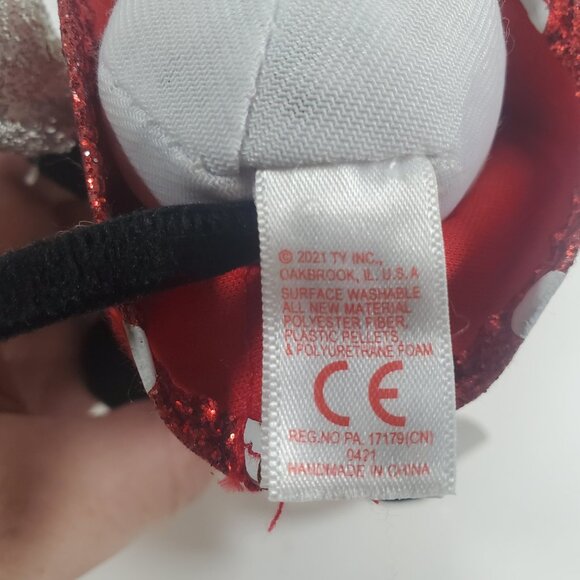 © 2021 TY INC.,
OAKBROOK, IL, U.S.A
SURFACE WASHABLE
ALL NEW MATERIAL
POLYESTER FIBER,
PLASTIC PELLETS,
& POLYURETHANE FOAM
CE
REG.NO PA. 17179(CN)
0421
HANDMADE IN CHINA